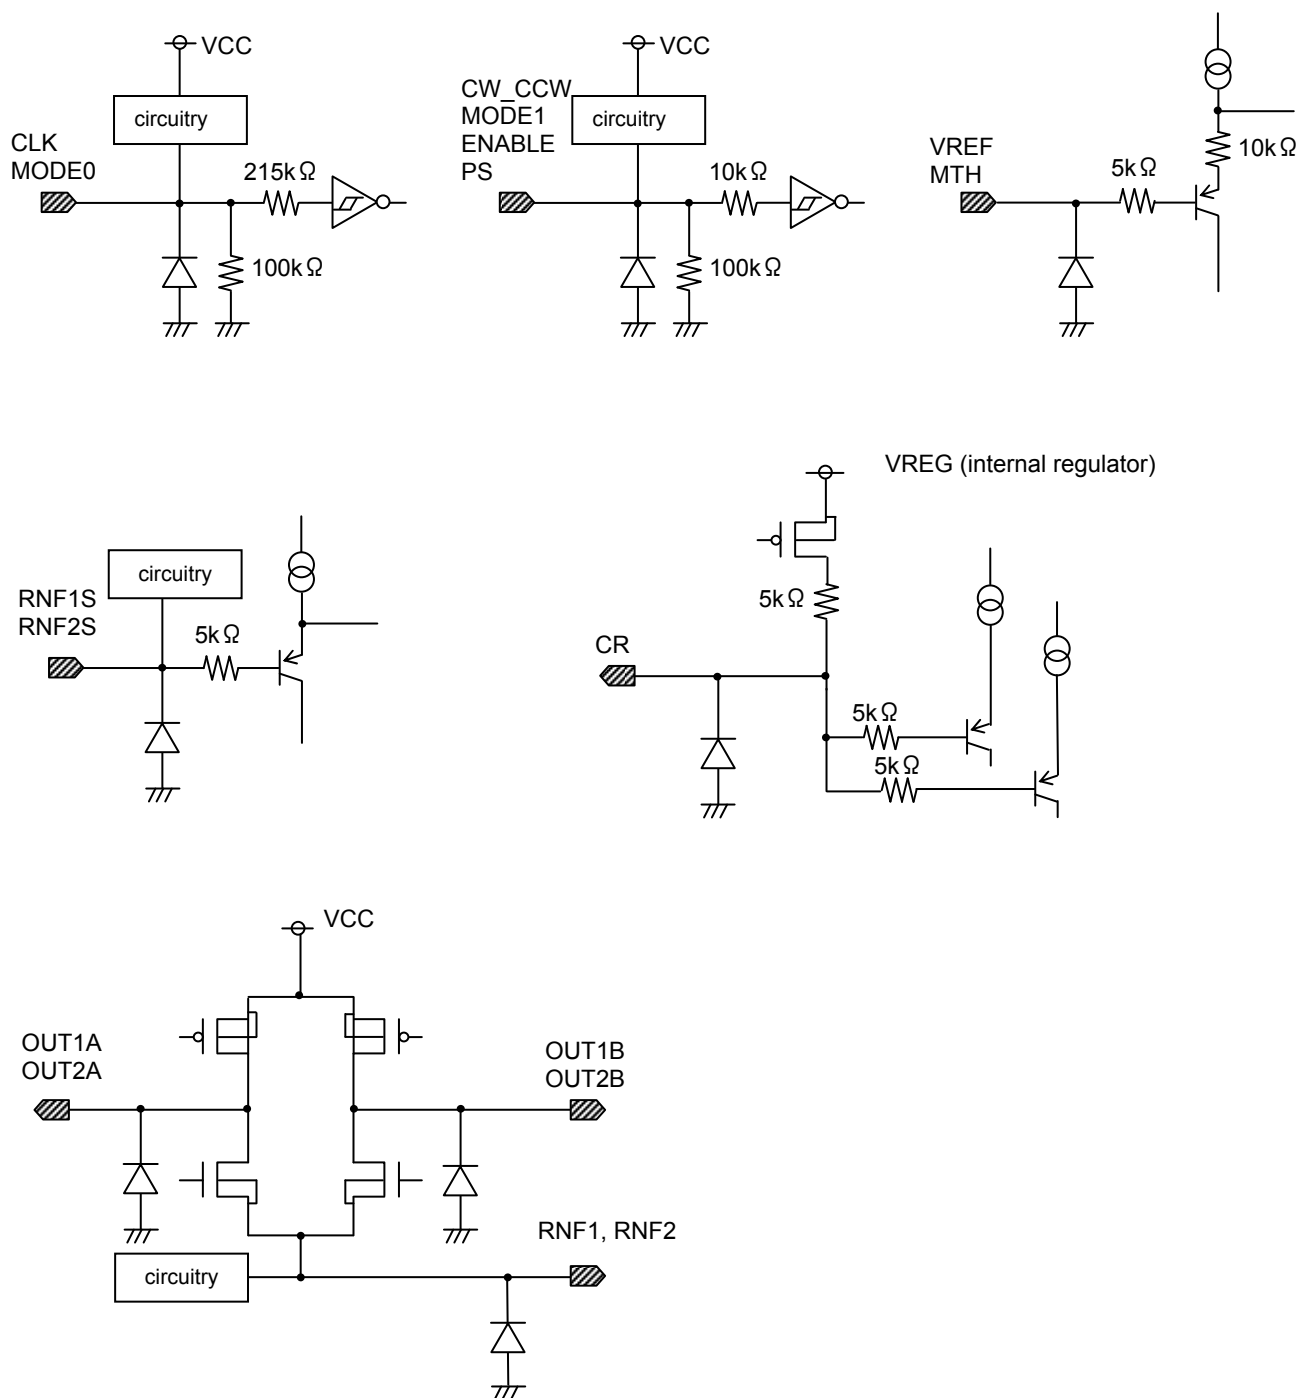 VCC
circuitry
CLK
MODE0
215kΩ
100kΩ
VCC
CW_CCW
MODE1
ENABLE
PS
circuitry
10kΩ
100kΩ
VREF
MTH
5kΩ
10kΩ
circuitry
RNF1S
RNF2S
5kΩ
VREG (internal regulator)
5kΩ
CR
5kΩ
5kΩ
VCC
OUT1A
OUT2A
OUT1B
OUT2B
RNF1, RNF2
circuitry